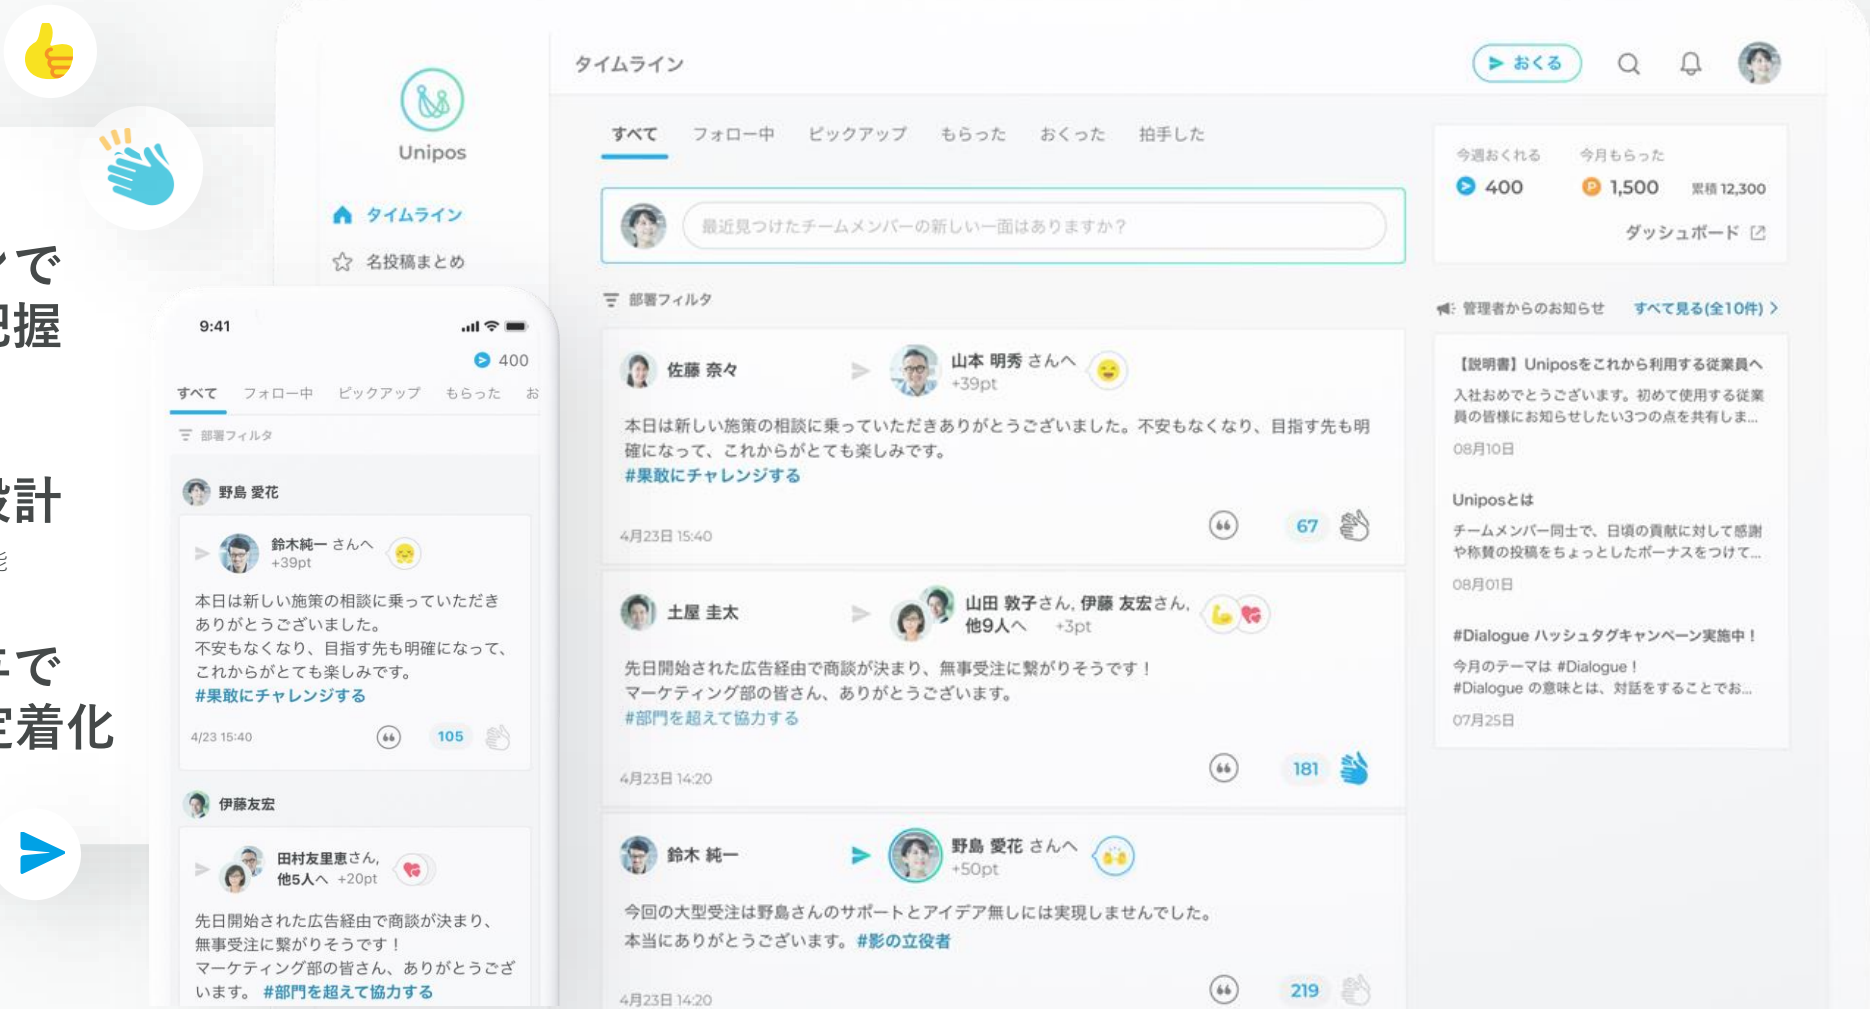 ンで
把握
設計
能
定着化
Unipos
タイムライン
名投稿まとめ
タイムライン
おくる
すべて フォロー中 ピックアップ もらった おくった 拍手した
最近見つけたチームメンバーの新しい一面はありますか？
部署フィルタ
佐藤 奈々
山本 明秀 さんへ
+39pt
本日は新しい施策の相談に乗っていただきありがとうございました。不安もなくなり、目指す先も明
確になって、これからがとても楽しみです。
#果敢にチャレンジする
4月23日 15:40
67
土屋 圭太
山田 敦子さん, 伊藤 友宏さん,
他9人へ +3pt
先日開始された広告経由で商談が決まり、無事受注に繋がりそうです！
マーケティング部の皆さん、ありがとうございます。
#部門を超えて協力する
4月23日 14:20
181
鈴木 純一
野島 愛花 さんへ
+50pt
今回の大型受注は野島さんのサポートとアイデア無しには実現しませんでした。
本当にありがとうございます。#影の立役者
4月23日 14:20
219
今週おくれる 今月もらった
400 P 1,500 累積 12,300
ダッシュボード
管理者からのお知らせ すべて見る(全10件)
【説明書】Uniposをこれから利用する従業員へ
入社おめでとうございます。初めて使用する従業
員の皆様にお知らせしたい3つの点を共有しま...
08月10日
Uniposとは
チームメンバー同士で、日頃の貢献に対して感謝
や称賛の投稿をちょっとしたボーナスをつけて...
08月01日
#Dialogue ハッシュタグキャンペーン実施中！
今月のテーマは #Dialogue！
#Dialogue の意味とは、対話をすることでお...
07月25日
9:41
400
すべて フォロー中 ピックアップ もらった お
部署フィルタ
野島 愛花
鈴木純一 さんへ
+39pt
本日は新しい施策の相談に乗っていただき
ありがとうございました。
不安もなくなり、目指す先も明確になって、
これからがとても楽しみです。
#果敢にチャレンジする
4/23 15:40
105
伊藤友宏
田村友里恵さん,
他5人へ +20pt
先日開始された広告経由で商談が決まり、
無事受注に繋がりそうです！
マーケティング部の皆さん、ありがとうござ
います。 #部門を超えて協力する